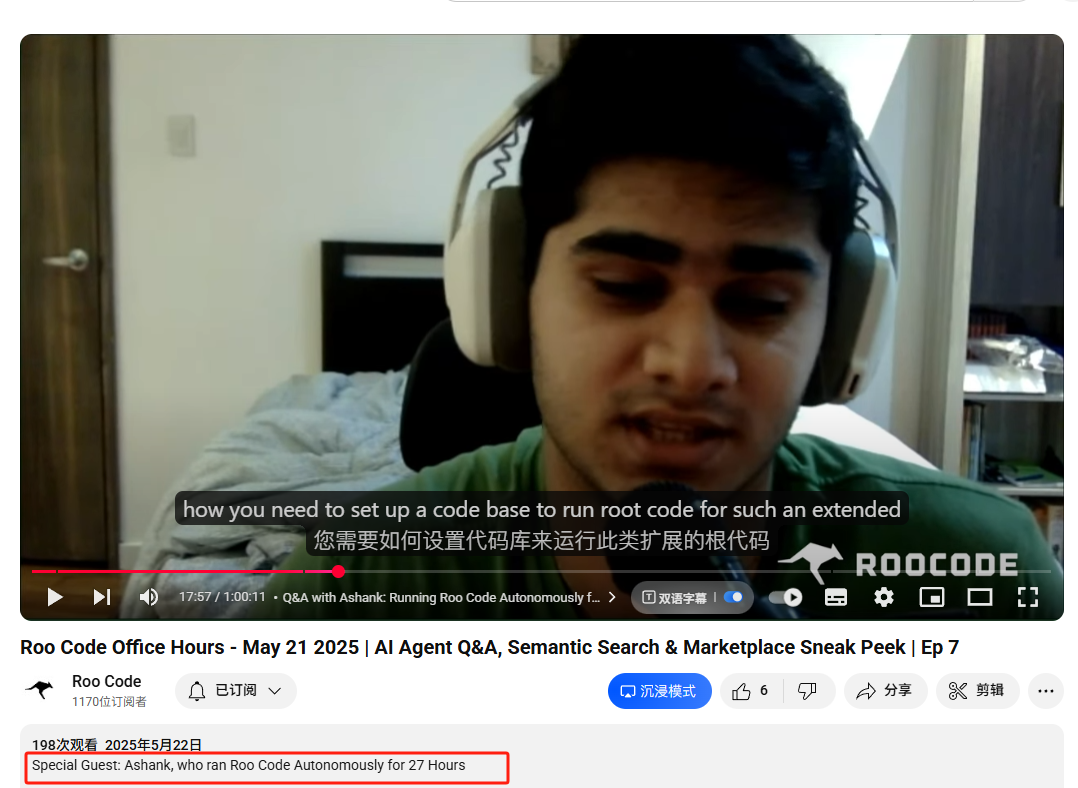 how you need to set up a code base to run root code for such an extended
您需要如何设置代码库来运行此类扩展的根代码
ROOCODE
17:57 / 1:00:11 • Q&A with Ashank: Running Roo Code Autonomously f... >
双语字幕
Roo Code Office Hours - May 21 2025 | AI Agent Q&A, Semantic Search & Marketplace Sneak Peek | Ep 7
Roo Code
1170位订阅者
已订阅
沉浸模式
6
分享
剪辑
198次观看 2025年5月22日
Special Guest: Ashank, who ran Roo Code Autonomously for 27 Hours